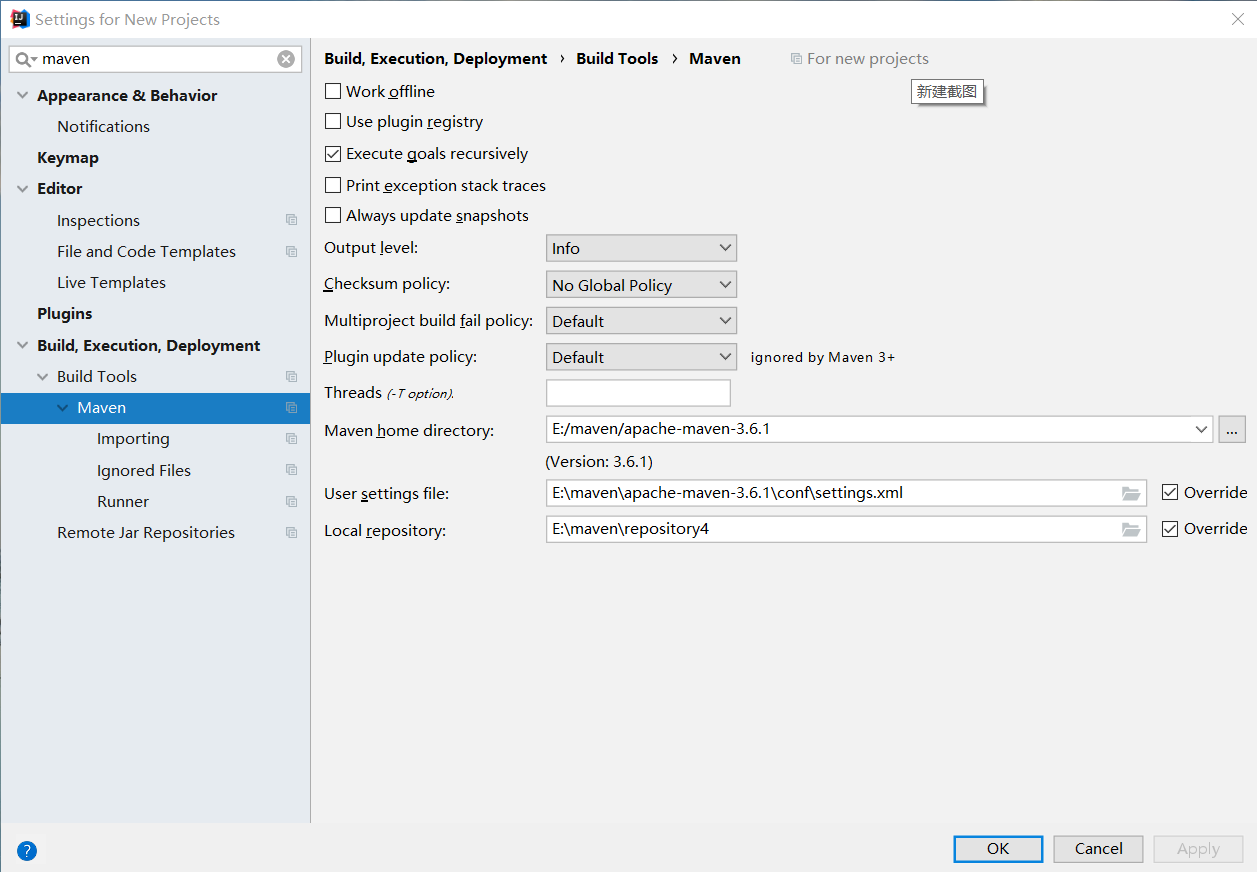 Settings for New Projects
maven
Appearance & Behavior
Notifications
Keymap
Editor
Inspections
File and Code Templates
Live Templates
Plugins
Build, Execution, Deployment
Build Tools
Maven
Importing
Ignored Files
Runner
Remote Jar Repositories
Build, Execution, Deployment › Build Tools › Maven For new projects
新建截图
Work offline
Use plugin registry
Execute goals recursively
Print exception stack traces
Always update snapshots
Output level: Info
Checksum policy: No Global Policy
Multiproject build fail policy: Default
Plugin update policy: Default ignored by Maven 3+
Threads (-T option):
Maven home directory: E:/maven/apache-maven-3.6.1 ...
(Version: 3.6.1)
User settings file: E:\maven\apache-maven-3.6.1\conf\settings.xml Override
Local repository: E:\maven\repository4 Override
? OK Cancel Apply